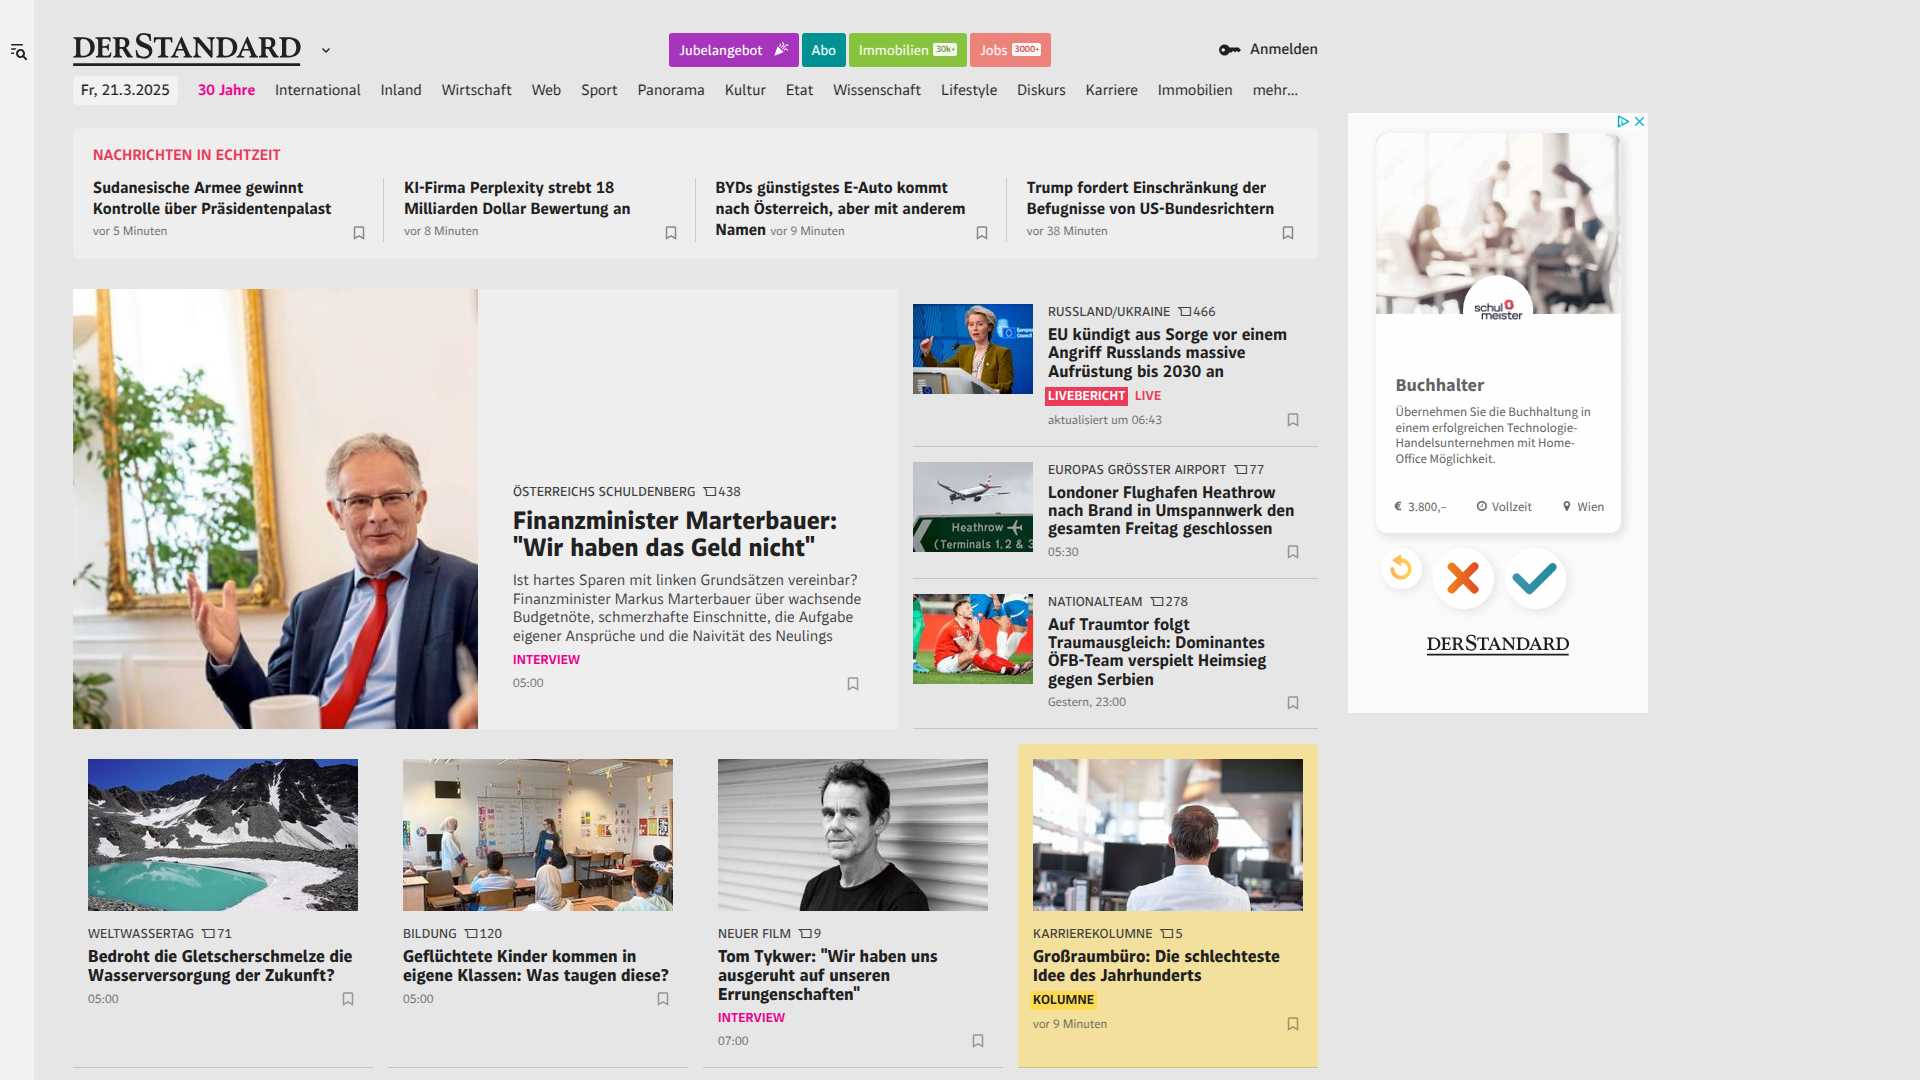 DERSTANDARD
Jubelangebot
Abo
Immobilien 30k+
Jobs 3000+
Anmelden
Fr, 21.3.2025
30 Jahre
International
Inland
Wirtschaft
Web
Sport
Panorama
Kultur
Etat
Wissenschaft
Lifestyle
Diskurs
Karriere
Immobilien
mehr...
NACHRICHTEN IN ECHTZEIT
Sudanesische Armee gewinnt
Kontrolle über Präsidentenpalast
vor 5 Minuten
KI-Firma Perplexity strebt 18
Milliarden Dollar Bewertung an
vor 8 Minuten
BYDs günstigstes E-Auto kommt
nach Österreich, aber mit anderem
Namen vor 9 Minuten
Trump fordert Einschränkung der
Befugnisse von US-Bundesrichtern
vor 38 Minuten
ÖSTERREICHS SCHULDENBERG 438
Finanzminister Marterbauer:
"Wir haben das Geld nicht"
Ist hartes Sparen mit linken Grundsätzen vereinbar?
Finanzminister Markus Marterbauer über wachsende
Budgetnöte, schmerzhafte Einschnitte, die Aufgabe
eigener Ansprüche und die Naivität des Neulings
INTERVIEW
05:00
RUSSLAND/UKRAINE 466
EU kündigt aus Sorge vor einem
Angriff Russlands massive
Aufrüstung bis 2030 an
LIVEBERICHT LIVE
aktualisiert um 06:43
Heathrow
(Terminals 1, 2 & 3
EUROPAS GRÖSSTER AIRPORT 77
Londoner Flughafen Heathrow
nach Brand in Umspannwerk den
gesamten Freitag geschlossen
05:30
NATIONALTEAM 278
Auf Traumtor folgt
Traumausgleich: Dominantes
ÖFB-Team verspielt Heimsieg
gegen Serbien
Gestern, 23:00
WELTWASSERTAG 71
Bedroht die Gletscherschmelze die
Wasserversorgung der Zukunft?
05:00
BILDUNG 120
Geflüchtete Kinder kommen in
eigene Klassen: Was taugen diese?
05:00
NEUER FILM 9
Tom Tykwer: "Wir haben uns
ausgeruht auf unseren
Errungenschaften"
INTERVIEW
07:00
KARRIEREKOLUMNE 5
Großraumbüro: Die schlechteste
Idee des Jahrhunderts
KOLUMNE
vor 9 Minuten
schul
meister
Buchhalter
Übernehmen Sie die Buchhaltung in
einem erfolgreichen Technologie-
Handelsunternehmen mit Home-
Office Möglichkeit.
€ 3.800,-
Vollzeit
Wien
DERSTANDARD